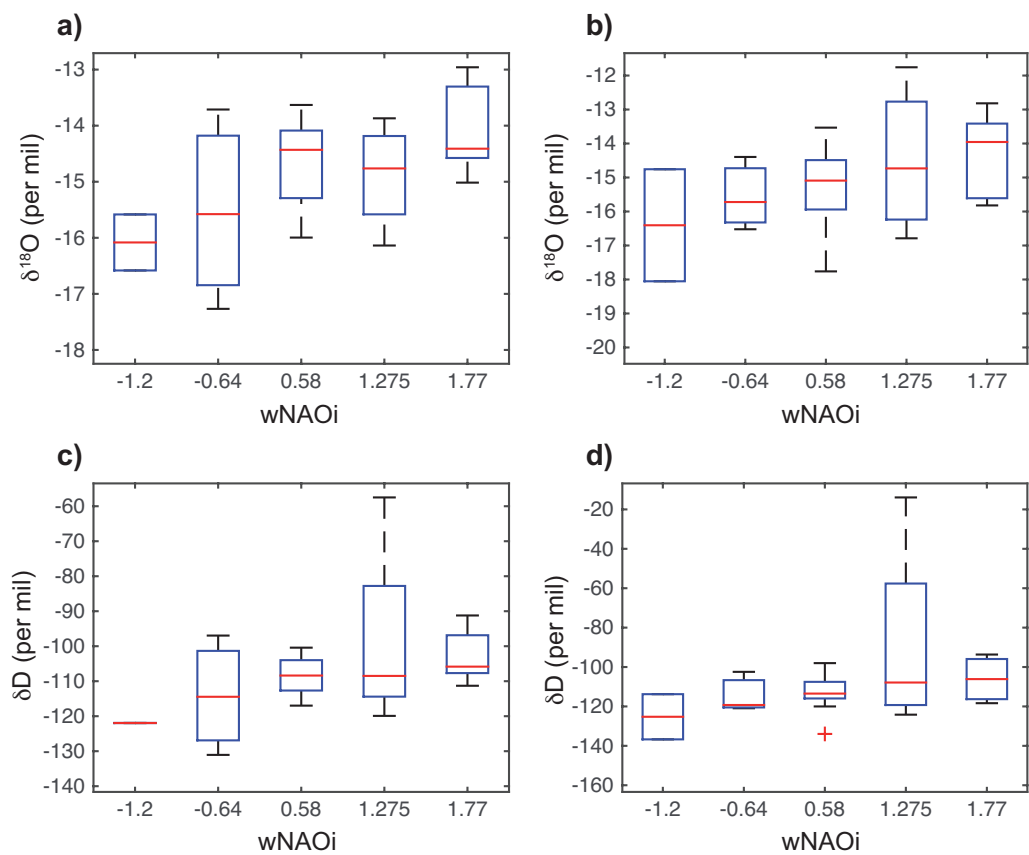 a)
-13
-14
-15
-16
-17
-18
δ¹⁸O (per mil)
-1.2 -0.64 0.58 1.275 1.77
wNAOi
b)
-12
-13
-14
-15
-16
-17
-18
-19
-20
δ¹⁸O (per mil)
-1.2 -0.64 0.58 1.275 1.77
wNAOi
c)
-60
-70
-80
-90
-100
-110
-120
-130
-140
δD (per mil)
-1.2 -0.64 0.58 1.275 1.77
wNAOi
d)
-20
-40
-60
-80
-100
-120
-140
-160
δD (per mil)
-1.2 -0.64 0.58 1.275 1.77
wNAOi